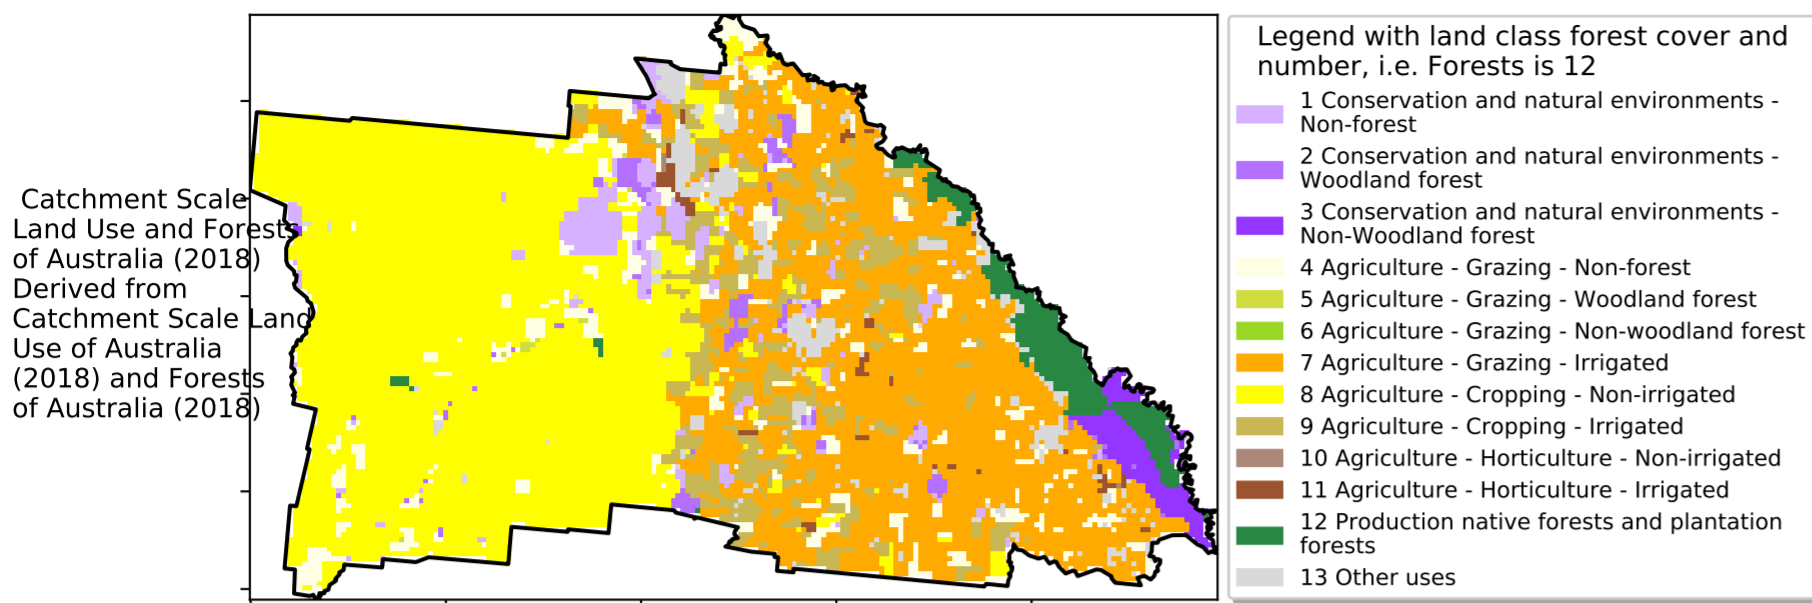 Catchment Scale
Land Use and Forests
of Australia (2018)
Derived from
Catchment Scale Land
Use of Australia
(2018) and Forests
of Australia (2018)
Legend with land class forest cover and
number, i.e. Forests is 12
1 Conservation and natural environments -
Non-forest
2 Conservation and natural environments -
Woodland forest
3 Conservation and natural environments -
Non-Woodland forest
4 Agriculture - Grazing - Non-forest
5 Agriculture - Grazing - Woodland forest
6 Agriculture - Grazing - Non-woodland forest
7 Agriculture - Grazing - Irrigated
8 Agriculture - Cropping - Non-irrigated
9 Agriculture - Cropping - Irrigated
10 Agriculture - Horticulture - Non-irrigated
11 Agriculture - Horticulture - Irrigated
12 Production native forests and plantation
forests
13 Other uses